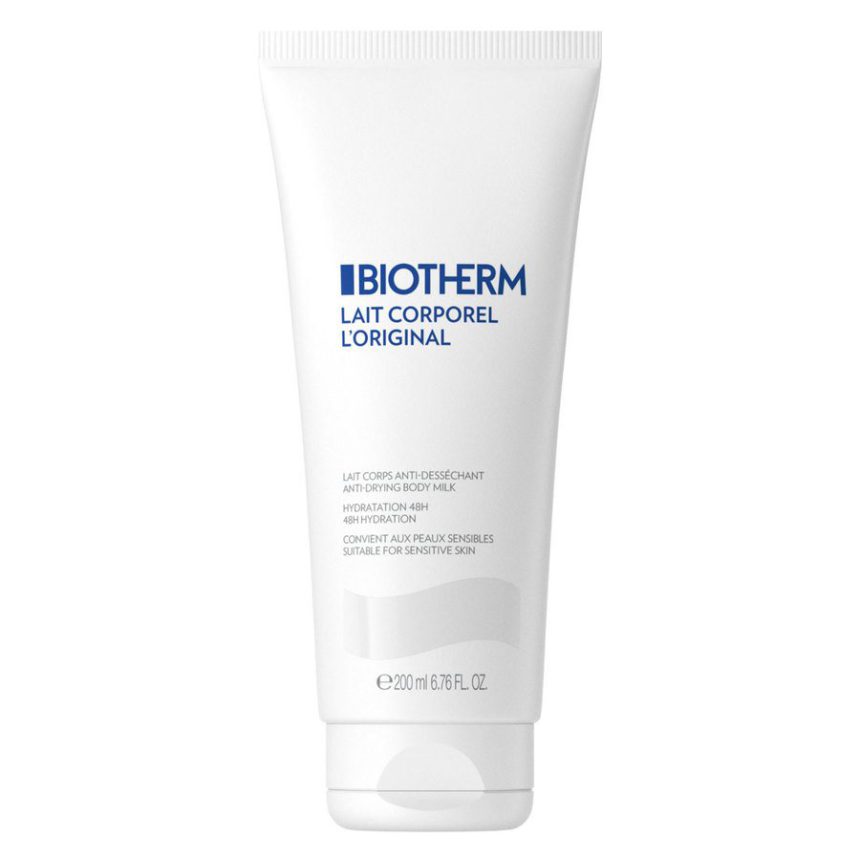 BIOTHERM
LAIT CORPOREL
L'ORIGINAL
LAIT CORPS ANTI-DESSÉCHANT
ANTI-DRYING BODY MILK
HYDRATATION 48H
48H HYDRATION
CONVIENT AUX PEAUX SENSIBLES
SUITABLE FOR SENSITIVE SKIN
℮200 ml 6.76 FL. OZ.